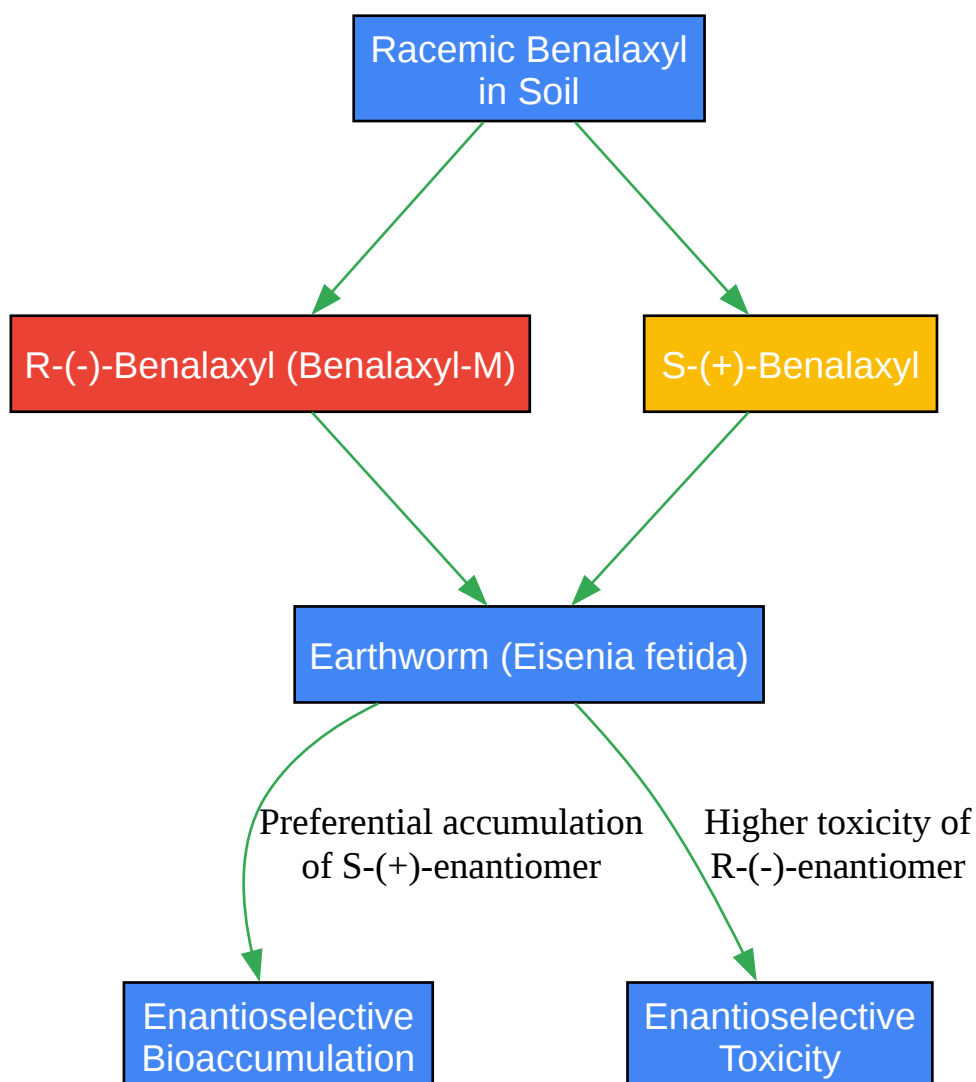 Racemic Benalaxyl
in Soil
R-(-)-Benalaxyl (Benalaxyl-M)
S-(+)-Benalaxyl
Earthworm (Eisenia fetida)
Preferential accumulation
of S-(+)-enantiomer
Higher toxicity of
R-(-)-enantiomer
Enantioselective
Bioaccumulation
Enantioselective
Toxicity